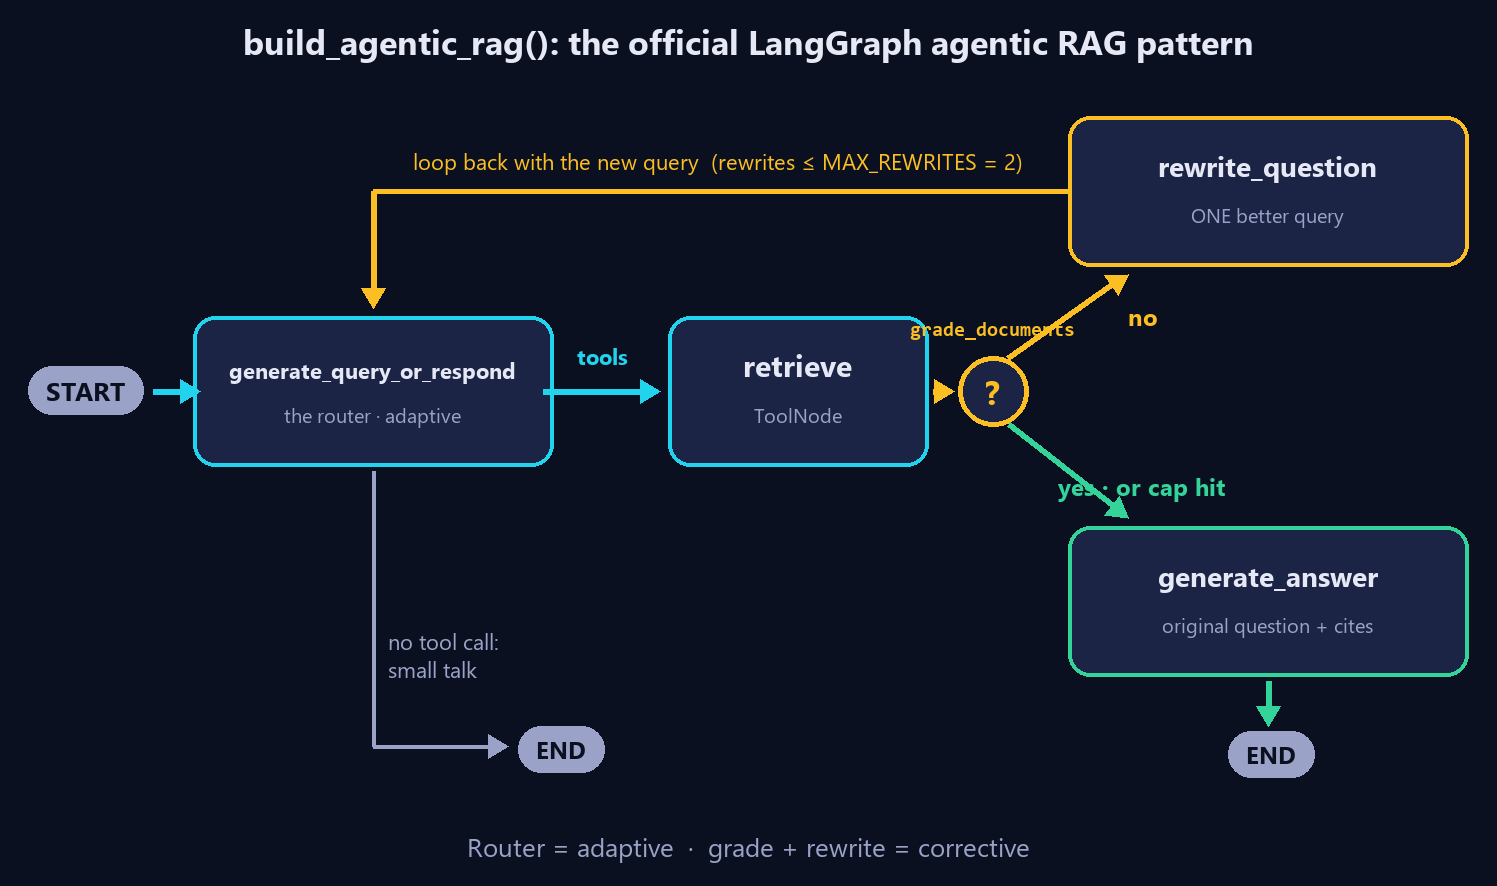 build_agentic_rag(): the official LangGraph agentic RAG pattern
loop back with the new query (rewrites ≤ MAX_REWRITES = 2)
rewrite_question
ONE better query
START
generate_query_or_respond
the router · adaptive
tools
retrieve
ToolNode
grade_documents
?
no
yes · or cap hit
generate_answer
original question + cites
no tool call:
small talk
END
END
Router = adaptive · grade + rewrite = corrective